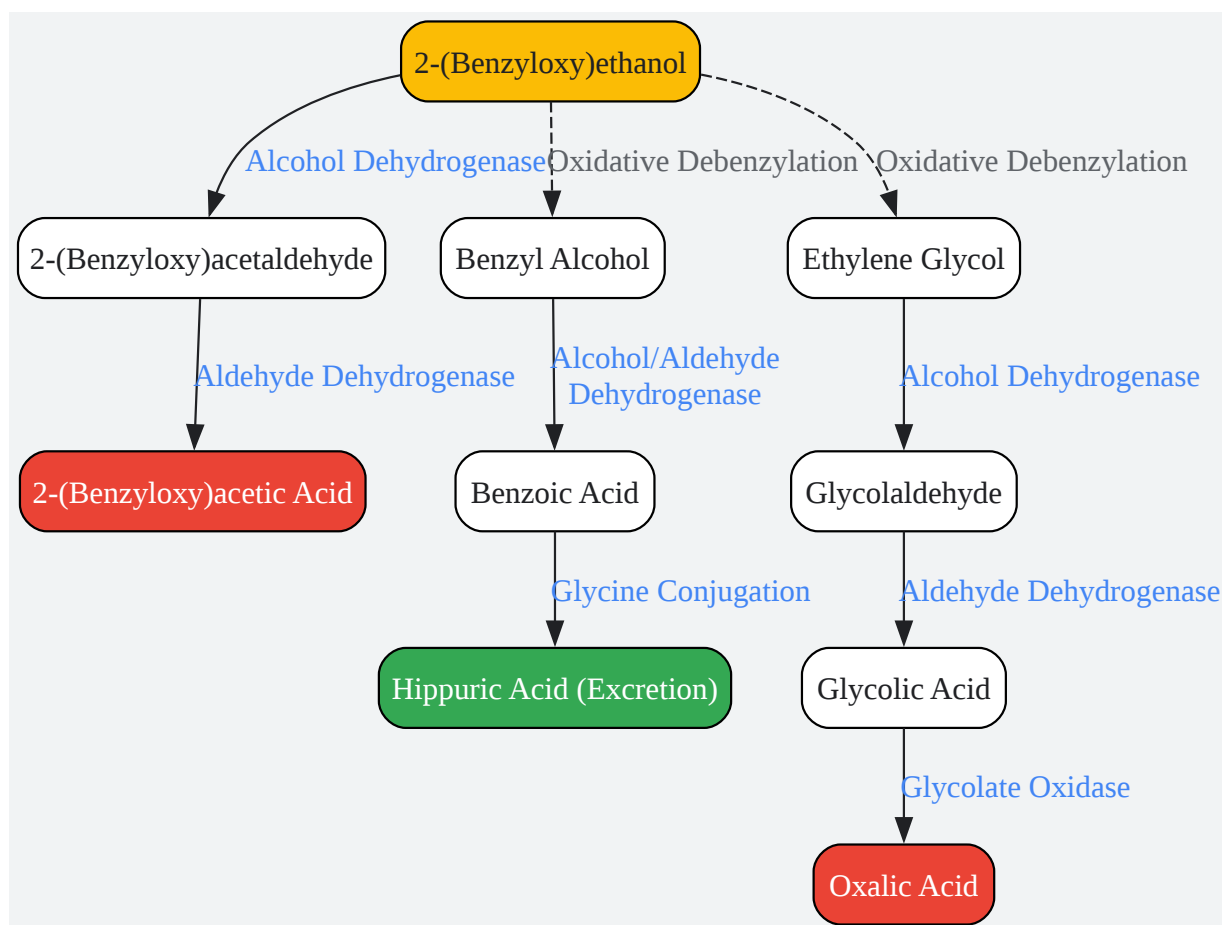 2-(Benzyloxy)ethanol
Alcohol Dehydrogenase
Oxidative Debenzylation
Oxidative Debenzylation
2-(Benzyloxy)acetaldehyde
Benzyl Alcohol
Ethylene Glycol
Aldehyde Dehydrogenase
Alcohol/Aldehyde
Dehydrogenase
Alcohol Dehydrogenase
2-(Benzyloxy)acetic Acid
Benzoic Acid
Glycolaldehyde
Glycine Conjugation
Aldehyde Dehydrogenase
Hippuric Acid (Excretion)
Glycolic Acid
Glycolate Oxidase
Oxalic Acid